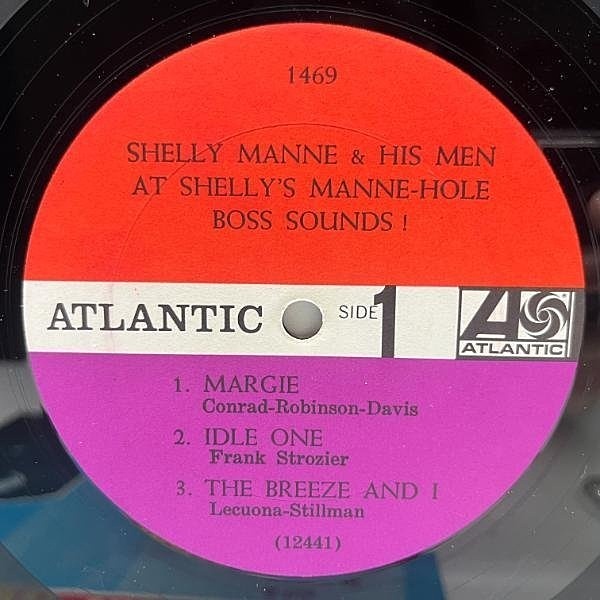 1469
SHELLY MANNE & HIS MEN
AT SHELLY'S MANNE-HOLE
BOSS SOUNDS!
ATLANTIC
SIDE 1
ATLANTIC
1. MARGIE
Conrad-Robinson-Davis
2. IDLE ONE
Frank Strozier
3. THE BREEZE AND I
Lecuona-Stillman
(12441)